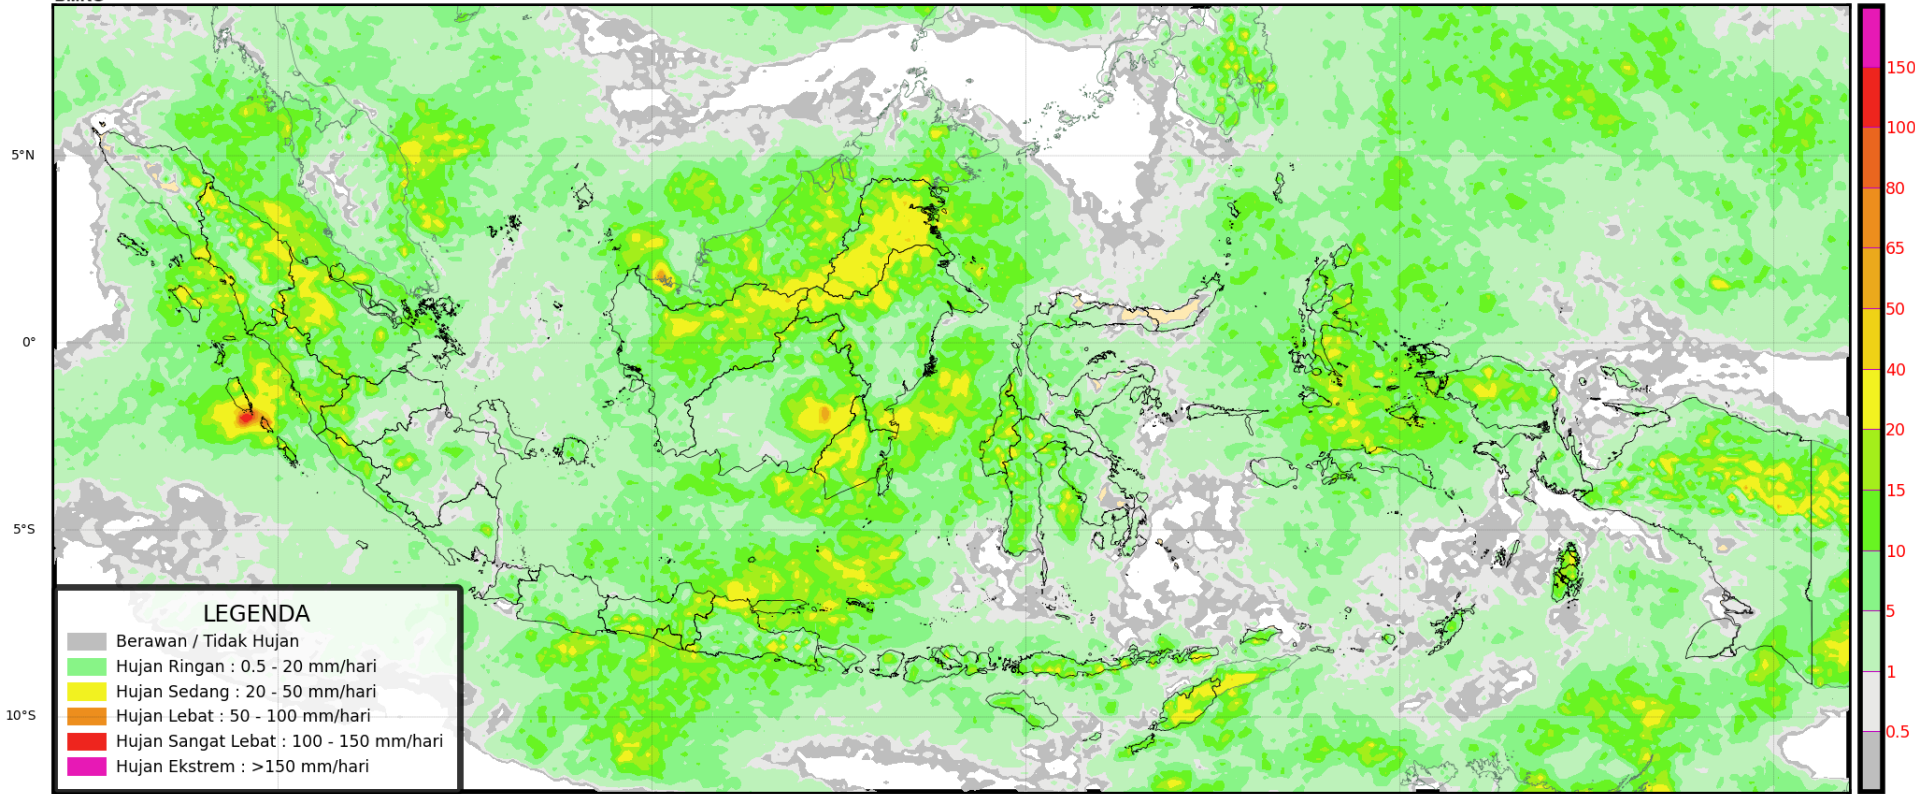 5°N
0°
5°S
10°S
LEGENDA
Berawan / Tidak Hujan
Hujan Ringan : 0.5 - 20 mm/hari
Hujan Sedang : 20 - 50 mm/hari
Hujan Lebat : 50 - 100 mm/hari
Hujan Sangat Lebat : 100 - 150 mm/hari
Hujan Ekstrem : >150 mm/hari
150
100
80
65
50
40
20
15
10
5
1
0.5